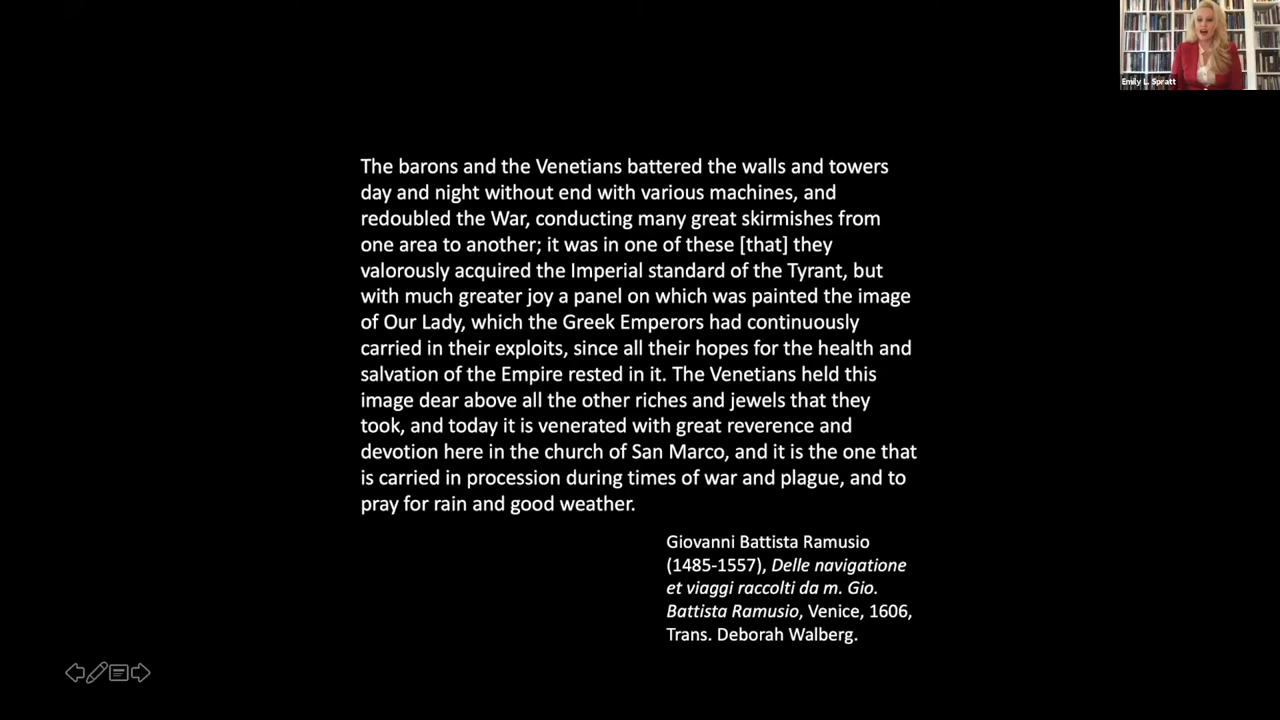 Emily L. Spratt
The barons and the Venetians battered the walls and towers
day and night without end with various machines, and
redoubled the War, conducting many great skirmishes from
one area to another; it was in one of these [that] they
valorously acquired the Imperial standard of the Tyrant, but
with much greater joy a panel on which was painted the image
of Our Lady, which the Greek Emperors had continuously
carried in their exploits, since all their hopes for the health and
salvation of the Empire rested in it. The Venetians held this
image dear above all the other riches and jewels that they
took, and today it is venerated with great reverence and
devotion here in the church of San Marco, and it is the one that
is carried in procession during times of war and plague, and to
pray for rain and good weather.
Giovanni Battista Ramusio
(1485-1557), Delle navigatione
et viaggi raccolti da m. Gio.
Battista Ramusio, Venice, 1606,
Trans. Deborah Walberg.